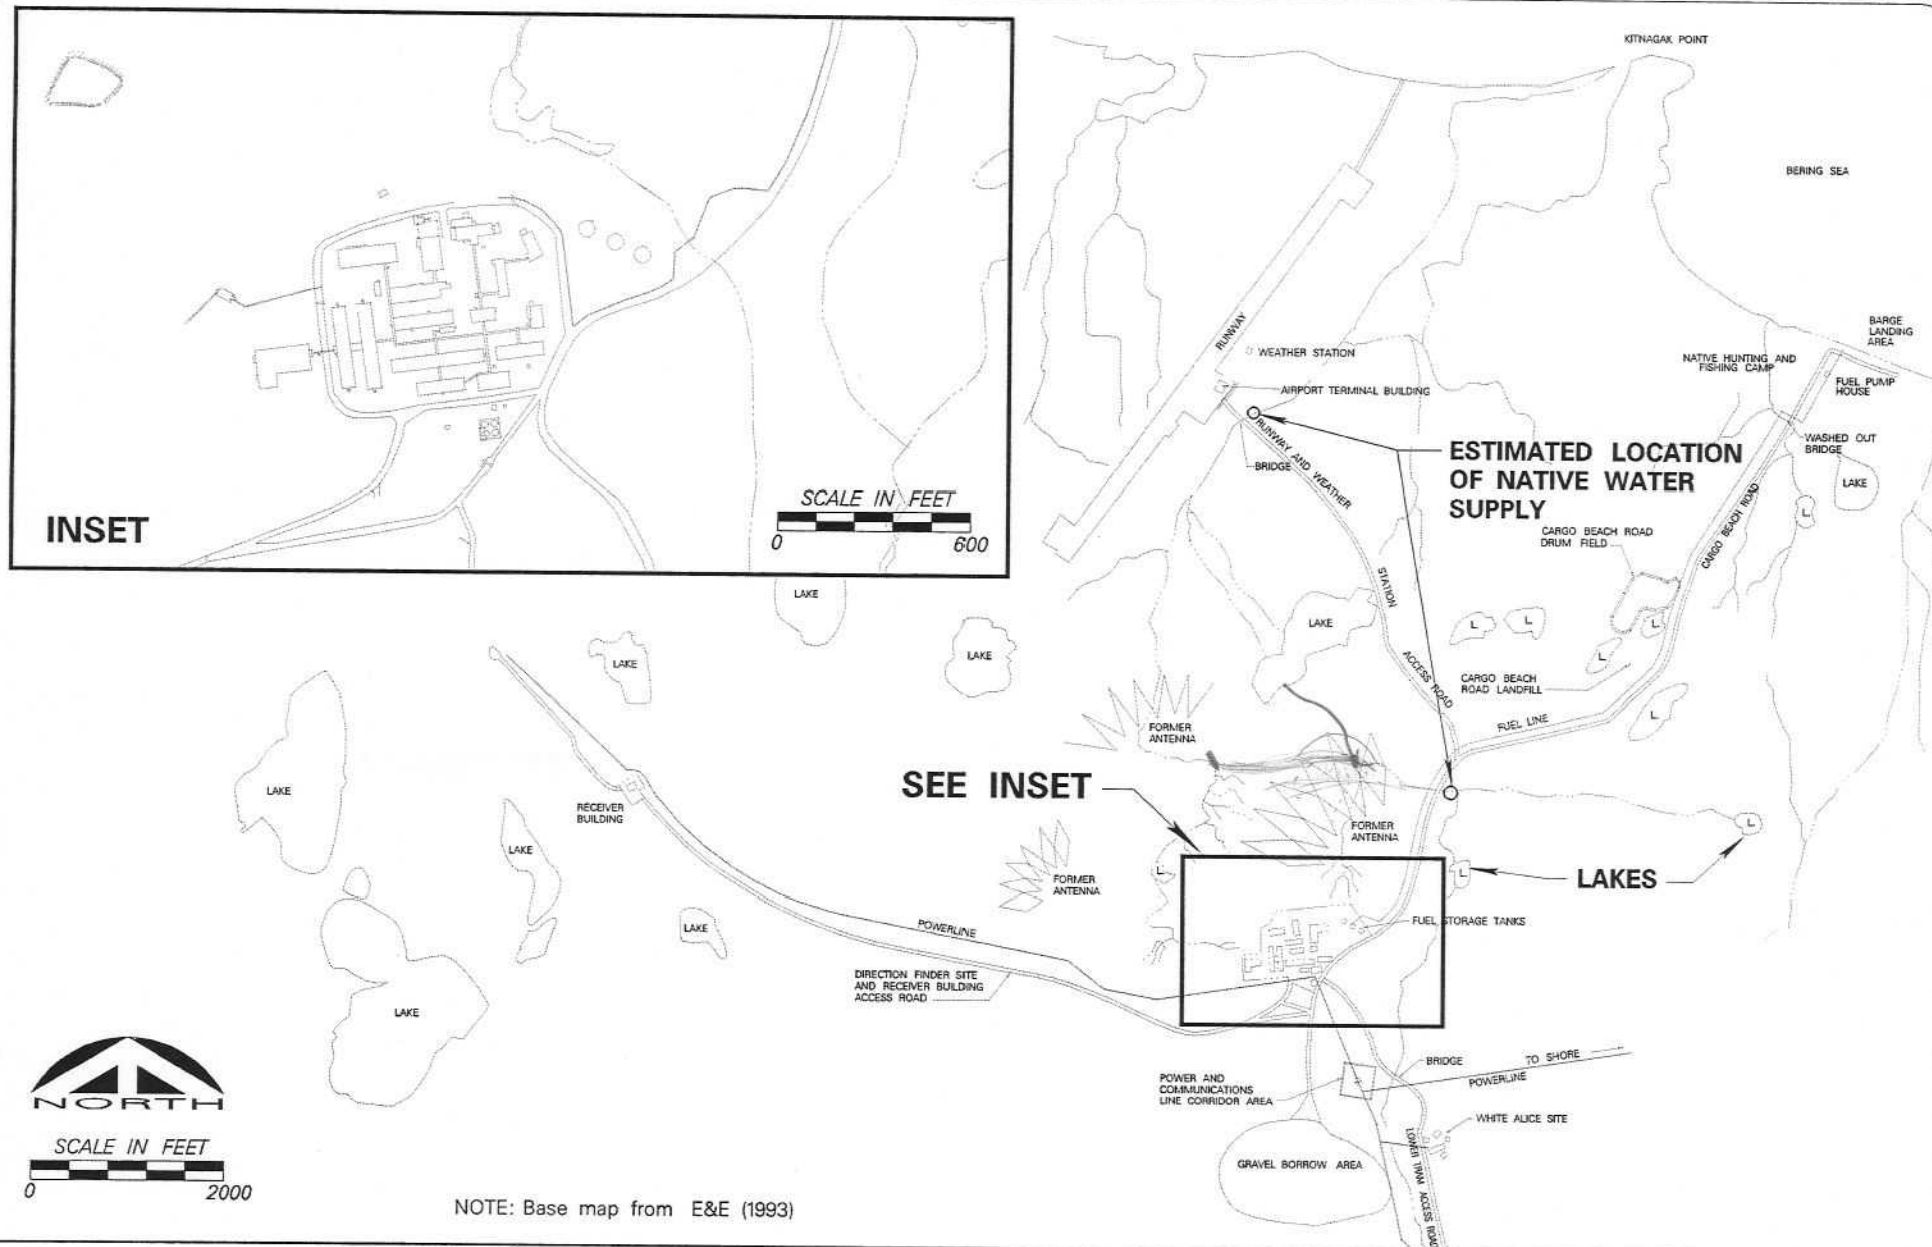 INSET
SCALE IN FEET
0 600
KITNAGAK POINT
BERING SEA
RUNWAY
WEATHER STATION
AIRPORT TERMINAL BUILDING
BRIDGE
RUNWAY AND WEATHER
STATION
ACCESS ROAD
ESTIMATED LOCATION
OF NATIVE WATER
SUPPLY
BARGE
LANDING
AREA
NATIVE HUNTING AND
FISHING CAMP
FUEL PUMP
HOUSE
WASHED OUT
BRIDGE
LAKE
L
CARGO BEACH ROAD
CARGO BEACH ROAD
DRUM FIELD
L
L
L
L
CARGO BEACH
ROAD LANDFILL
L
FUEL LINE
LAKE
LAKE
LAKE
LAKE
LAKE
LAKE
LAKE
LAKE
RECEIVER
BUILDING
FORMER
ANTENNA
FORMER
ANTENNA
FORMER
ANTENNA
SEE INSET
L
L
L
LAKES
FUEL STORAGE TANKS
POWERLINE
DIRECTION FINDER SITE
AND RECEIVER BUILDING
ACCESS ROAD
BRIDGE
TO SHORE
POWERLINE
POWER AND
COMMUNICATIONS
LINE CORRIDOR AREA
WHITE ALICE SITE
GRAVEL BORROW AREA
LOWER TRAM ACCESS ROAD
NORTH
SCALE IN FEET
0 2000
NOTE: Base map from E&E (1993)